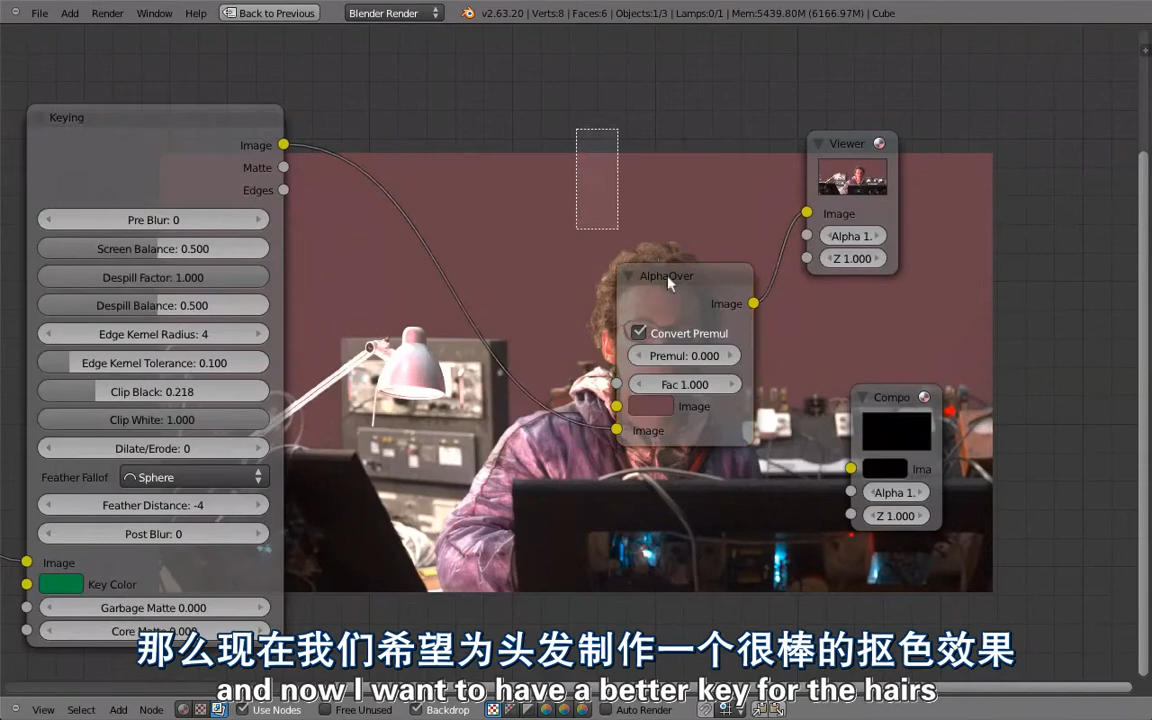 File Add Render Window Help Back to Previous Blender Render v2.63.20 | Verts:8 | Faces:6 | Objects:1/3 | Lamps:0/1 | Mem:5439.80M (6166.97M) | Cube
Keying
Image
Matte
Edges
Pre Blur: 0
Screen Balance: 0.500
Despill Factor: 1.000
Despill Balance: 0.500
Edge Kernel Radius: 4
Edge Kernel Tolerance: 0.100
Clip Black: 0.218
Clip White: 1.000
Dilate/Erode: 0
Feather Fallof Sphere
Feather Distance: -4
Post Blur: 0
Image
Key Color
Garbage Matte 0.000
Core Matte 0.000
AlphaOver
Image
Convert Premul
Premul: 0.000
Fac 1.000
Image
Image
Viewer
Image
Alpha 1.
Z 1.000
Compo
Ima
Alpha 1.
Z 1.000
那么现在我们希望为头发制作一个很棒的抠色效果
and now I want to have a better key for the hairs
View Select Add Node Use Nodes Free Unused Backdrop Auto Render